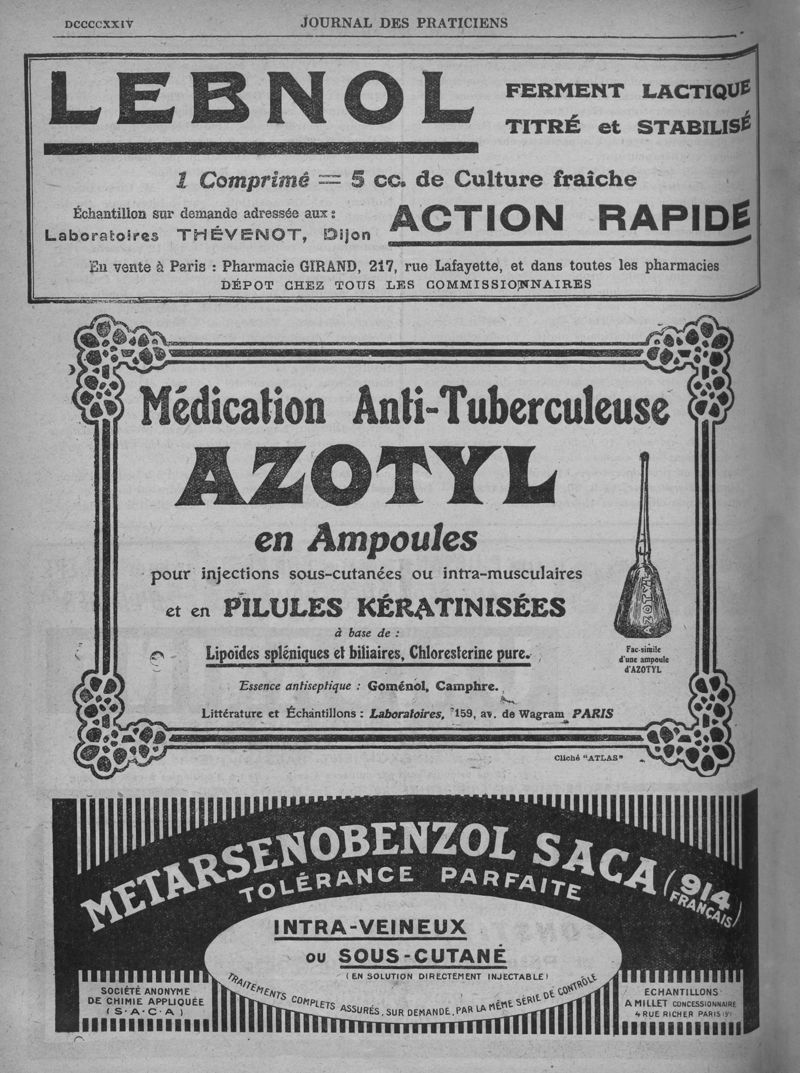 DCCCCXXIV
JOURNAL DES PRATICIENS
LEBNOL
FERMENT LACTIQUE
TITRÉ et STABILISÉ
1 Comprimé = 5 cc. de Culture fraîche
Échantillon sur demande adressée aux :
Laboratoires THÉVENOT, Dijon
ACTION RAPIDE
En vente à Paris : Pharmacie GIRAND, 217, rue Lafayette, et dans toutes les pharmacies
DÉPOT CHEZ TOUS LES COMMISSIONNAIRES
Médication Anti-Tuberculeuse
AZOTYL
en Ampoules
pour injections sous-cutanées ou intra-musculaires
et en PILULES KÉRATINISÉES
à base de :
Lipoïdes spléniques et biliaires, Chloresterine pure.
Essence antiseptique : Goménol, Camphre.
Littérature et Échantillons : Laboratoires, 159, av. de Wagram PARIS
AZOTYL
Fac-simile
d'une ampoule
d'AZOTYL
Cliché "ATLAS"
METARSENOBENZOL SACA (914 FRANÇAIS)
TOLÉRANCE PARFAITE
INTRA-VEINEUX
OU SOUS-CUTANÉ
(EN SOLUTION DIRECTEMENT INJECTABLE)
TRAITEMENTS COMPLETS ASSURÉS, SUR DEMANDE, PAR LA MÊME SÉRIE DE CONTRÔLE
SOCIÉTÉ ANONYME
DE CHIMIE APPLIQUÉE
(S·A·C·A)
ECHANTILLONS
A MILLET CONCESSIONNAIRE
4 RUE RICHER PARIS